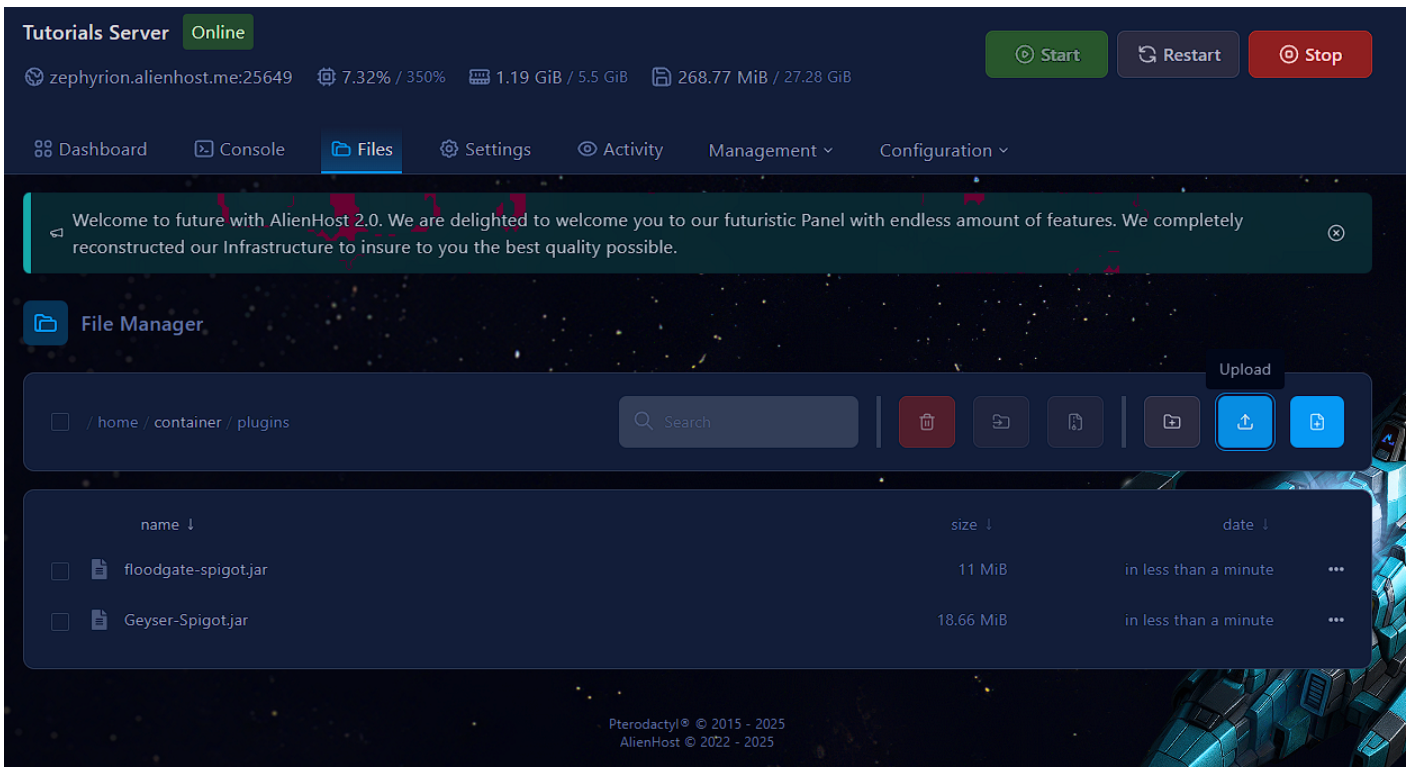 Tutorials Server Online
Start Restart Stop
zephyrion.alienhost.me:25649 7.32% / 350% 1.19 GiB / 5.5 GiB 268.77 MiB / 27.28 GiB
Dashboard Console Files Settings Activity Management Configuration
Welcome to future with AlienHost 2.0. We are delighted to welcome you to our futuristic Panel with endless amount of features. We completely
reconstructed our Infrastructure to insure to you the best quality possible.
File Manager
Upload
/ home / container / plugins Search
name ↓ size ↓ date ↓
floodgate-spigot.jar 11 MiB in less than a minute
Geyser-Spigot.jar 18.66 MiB in less than a minute
Pterodactyl® © 2015 - 2025
AlienHost © 2022 - 2025